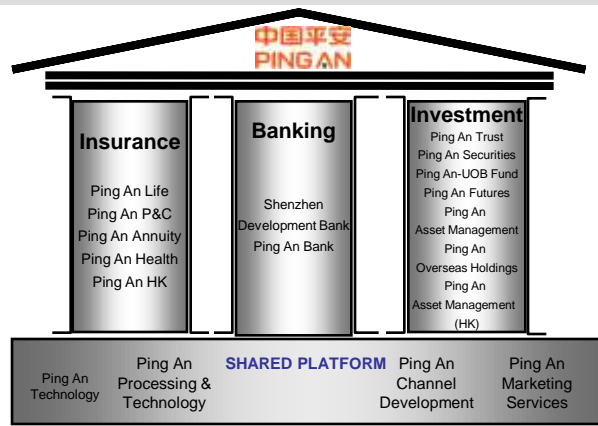 中国平安
PING AN
Insurance
Ping An Life
Ping An P&C
Ping An Annuity
Ping An Health
Ping An HK
Banking
Shenzhen
Development Bank
Ping An Bank
Investment
Ping An Trust
Ping An Securities
Ping An-UOB Fund
Ping An Futures
Ping An
Asset Management
Ping An
Overseas Holdings
Ping An
Asset Management
(HK)
Ping An
Technology
Ping An
Processing &
Technology
SHARED PLATFORM
Ping An
Channel
Development
Ping An
Marketing
Services